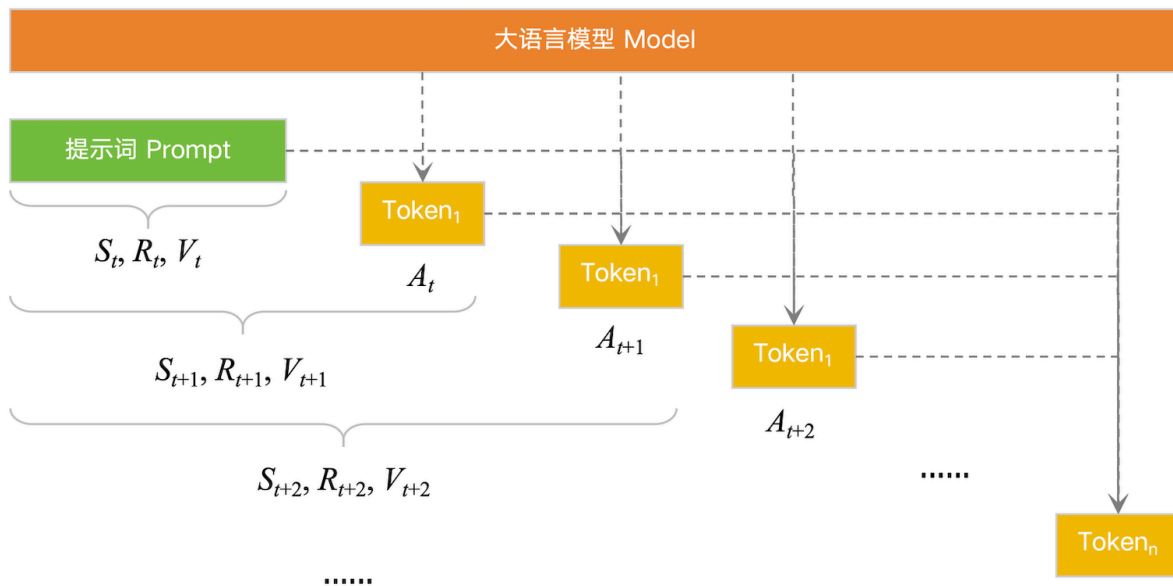 大语言模型 Model
提示词 Prompt
Token₁
Sₜ, Rₜ, Vₜ
Aₜ
Token₁
Sₜ₊₁, Rₜ₊₁, Vₜ₊₁
Aₜ₊₁
Token₁
Aₜ₊₂
Sₜ₊₂, Rₜ₊₂, Vₜ₊₂
......
Tokenₙ
......